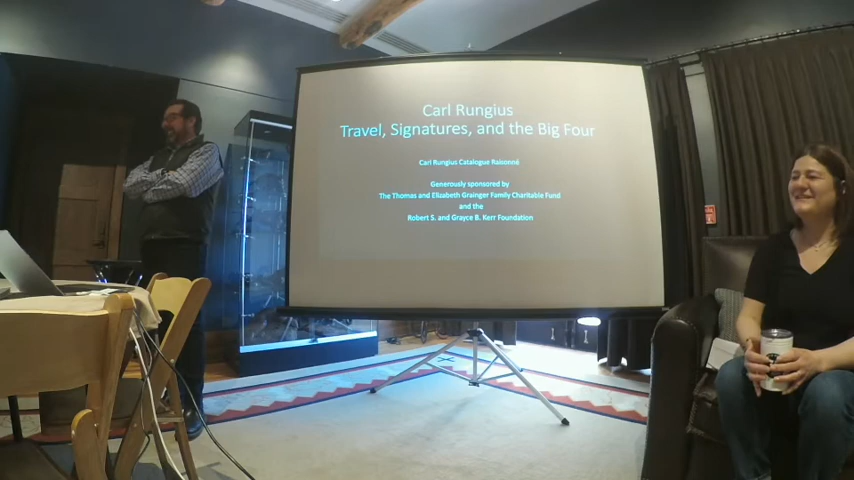 Carl Rungius
Travel, Signatures, and the Big Four
Carl Rungius Catalogue Raisonné
Generously sponsored by
The Thomas and Elizabeth Grainger Family Charitable Fund
and the
Robert S. and Grayce B. Kerr Foundation